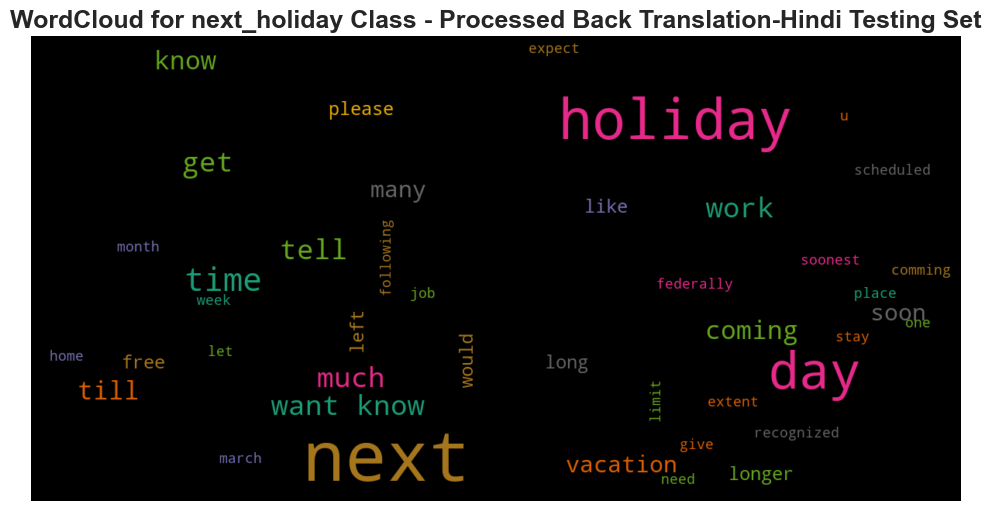 WordCloud for next_holiday Class - Processed Back Translation-Hindi Testing Set
expect
know
please
holiday
u
get
scheduled
many
like
work
month
tell
following
soonest
comming
time
federally
job
place
week
soon
left
one
coming
stay
home
let
free
would
long
day
much
till
limit
want know
extent
recognized
next
march
give
vacation
longer
need